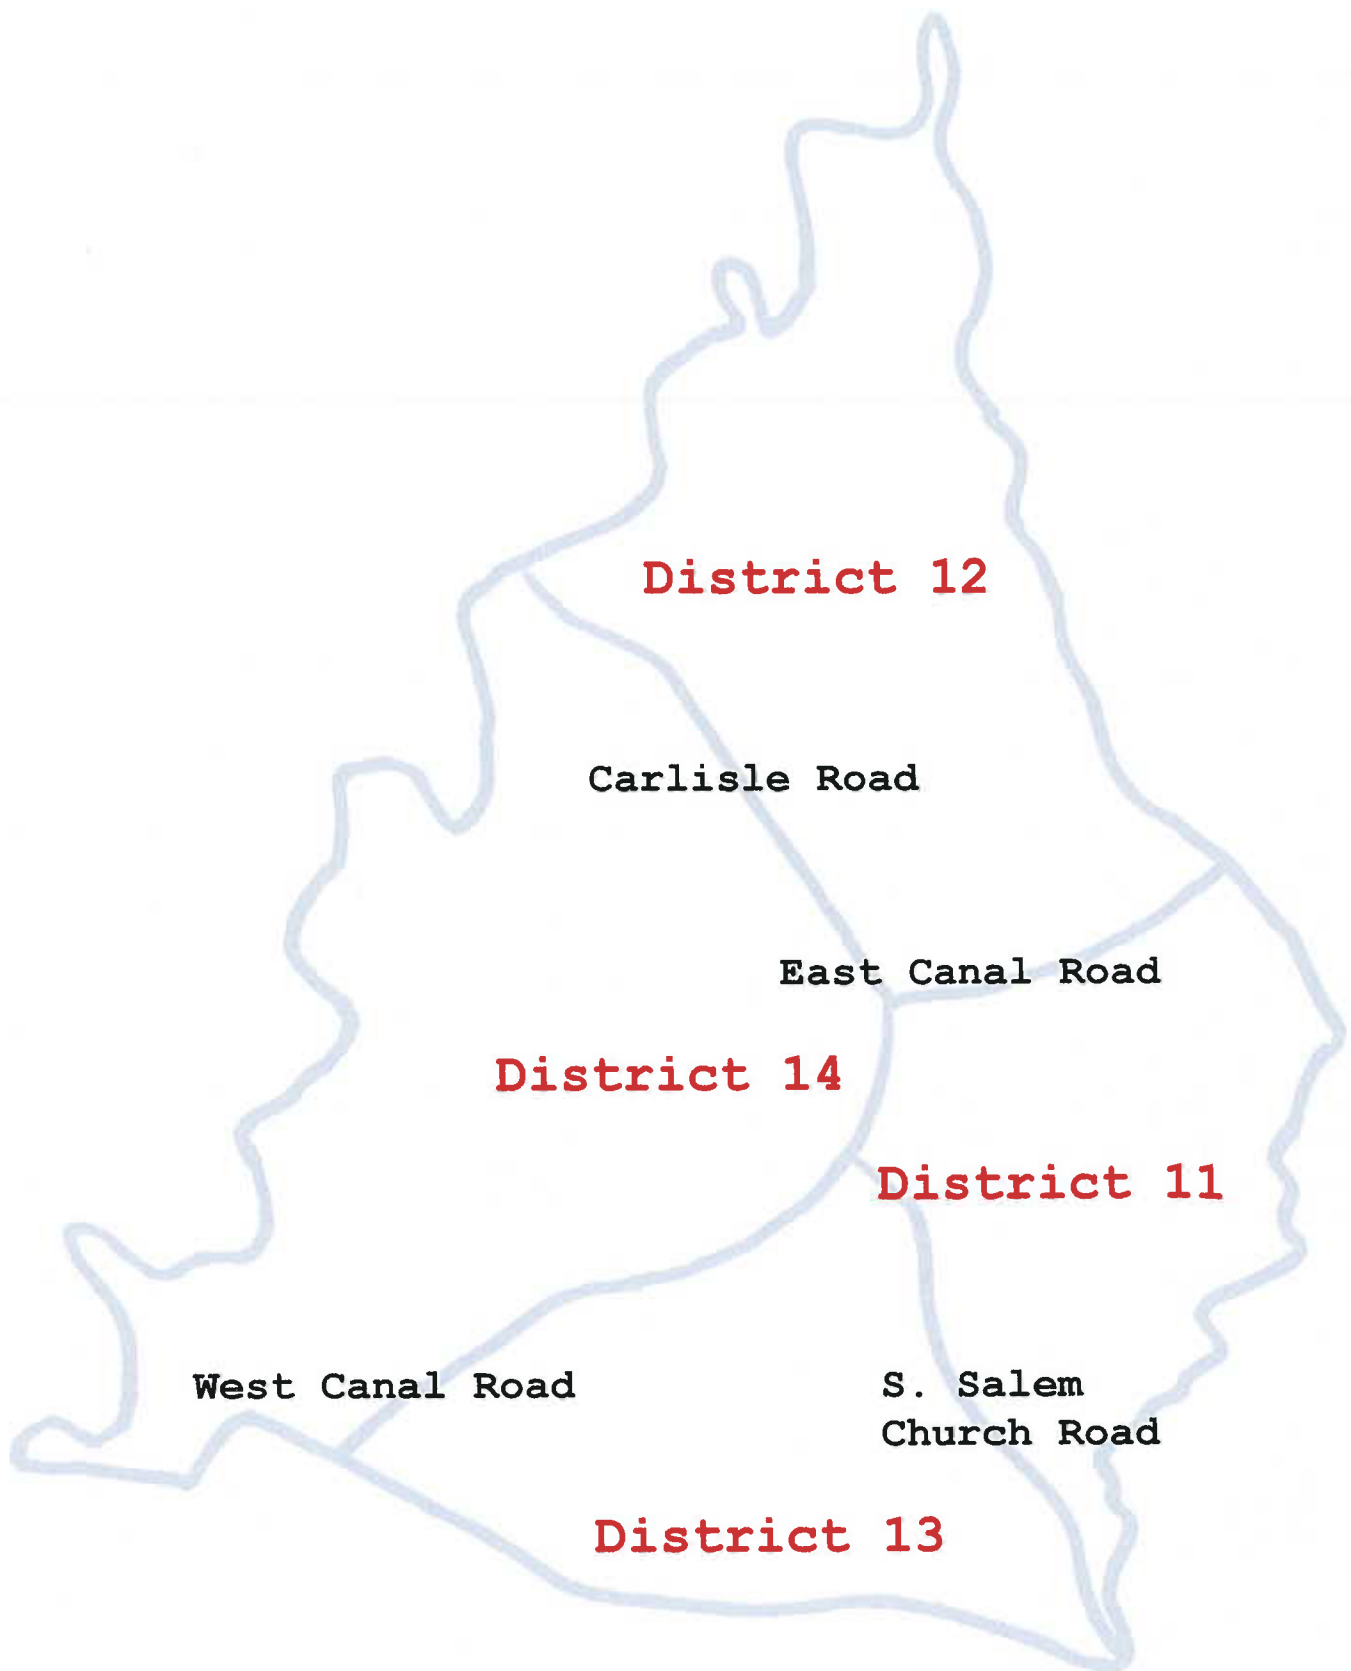 District 12
Carlisle Road
East Canal Road
District 14
District 11
West Canal Road
S. Salem
Church Road
District 13